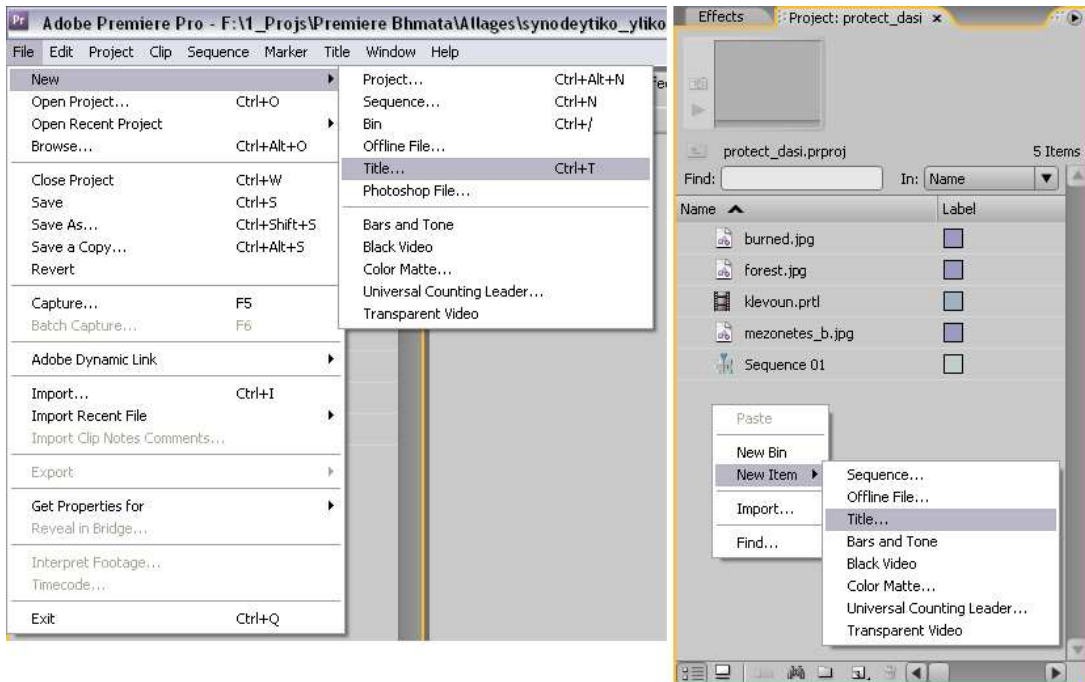 Pr Adobe Premiere Pro - F:\1_Projs\Premiere Bhmata\Allages\synodeytiko_yliko
File Edit Project Clip Sequence Marker Title Window Help
New
Open Project... Ctrl+O
Open Recent Project
Browse... Ctrl+Alt+O
Close Project Ctrl+W
Save Ctrl+S
Save As... Ctrl+Shift+S
Save a Copy... Ctrl+Alt+S
Revert
Capture... F5
Batch Capture... F6
Adobe Dynamic Link
Import... Ctrl+I
Import Recent File
Import Clip Notes Comments...
Export
Get Properties for
Reveal in Bridge...
Interpret Footage...
Timecode...
Exit Ctrl+Q
Project... Ctrl+Alt+N
Sequence... Ctrl+N
Bin Ctrl+/
Offline File...
Title... Ctrl+T
Photoshop File...
Bars and Tone
Black Video
Color Matte...
Universal Counting Leader...
Transparent Video
Effects Project: protect_dasi ×
protect_dasi.prproj 5 Items
Find: In: Name
Name Label
burned.jpg
forest.jpg
klevoun.prtl
mezonetes_b.jpg
Sequence 01
Paste
New Bin
New Item
Import...
Find...
Sequence...
Offline File...
Title...
Bars and Tone
Black Video
Color Matte...
Universal Counting Leader...
Transparent Video